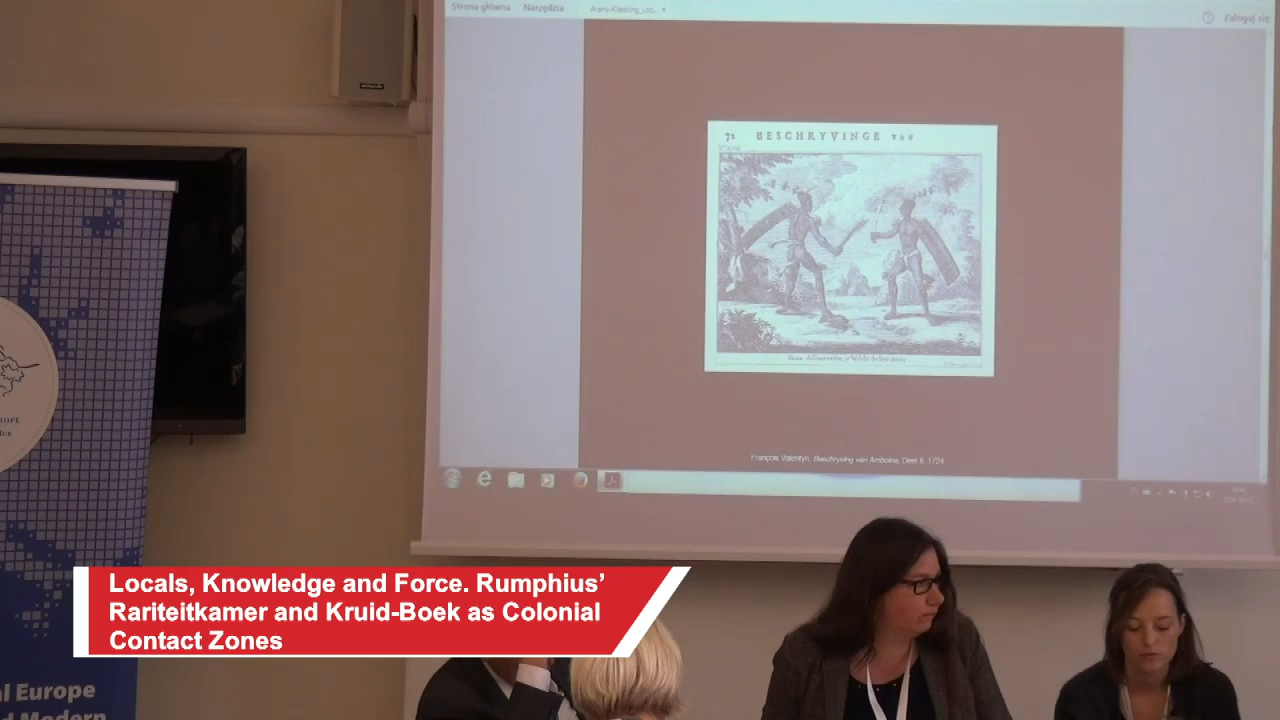 Strona główna Narzędzia
Zaloguj się
72 BESCHRYVINGE VAN
François Valentyn, Beschryving van Amboina, Deel II, 1724
Locals, Knowledge and Force. Rumphius’
Rariteitkamer and Kruid-Boek as Colonial
Contact Zones
l Europe